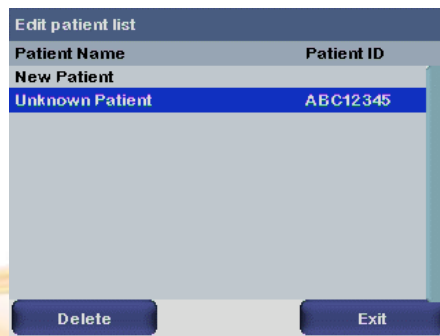 Edit patient list
Patient Name Patient ID
New Patient
Unknown Patient ABC12345
Delete Exit